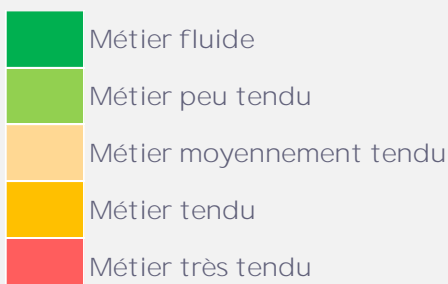 Métier fluide
Métier peu tendu
Métier moyennement tendu
Métier tendu
Métier très tendu